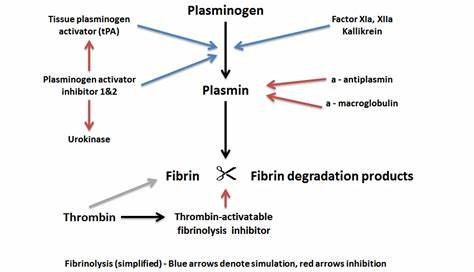 Plasminogen
Tissue plasminogen
activator (tPA)
Factor XIa, XIIa
Kallikrein
Plasminogen activator
inhibitor 1&2
Plasmin
a - antiplasmin
a - macroglobulin
Urokinase
Fibrin
Fibrin degradation products
Thrombin
Thrombin-activatable
fibrinolysis inhibitor
Fibrinolysis (simplified) - Blue arrows denote simulation, red arrows inhibition